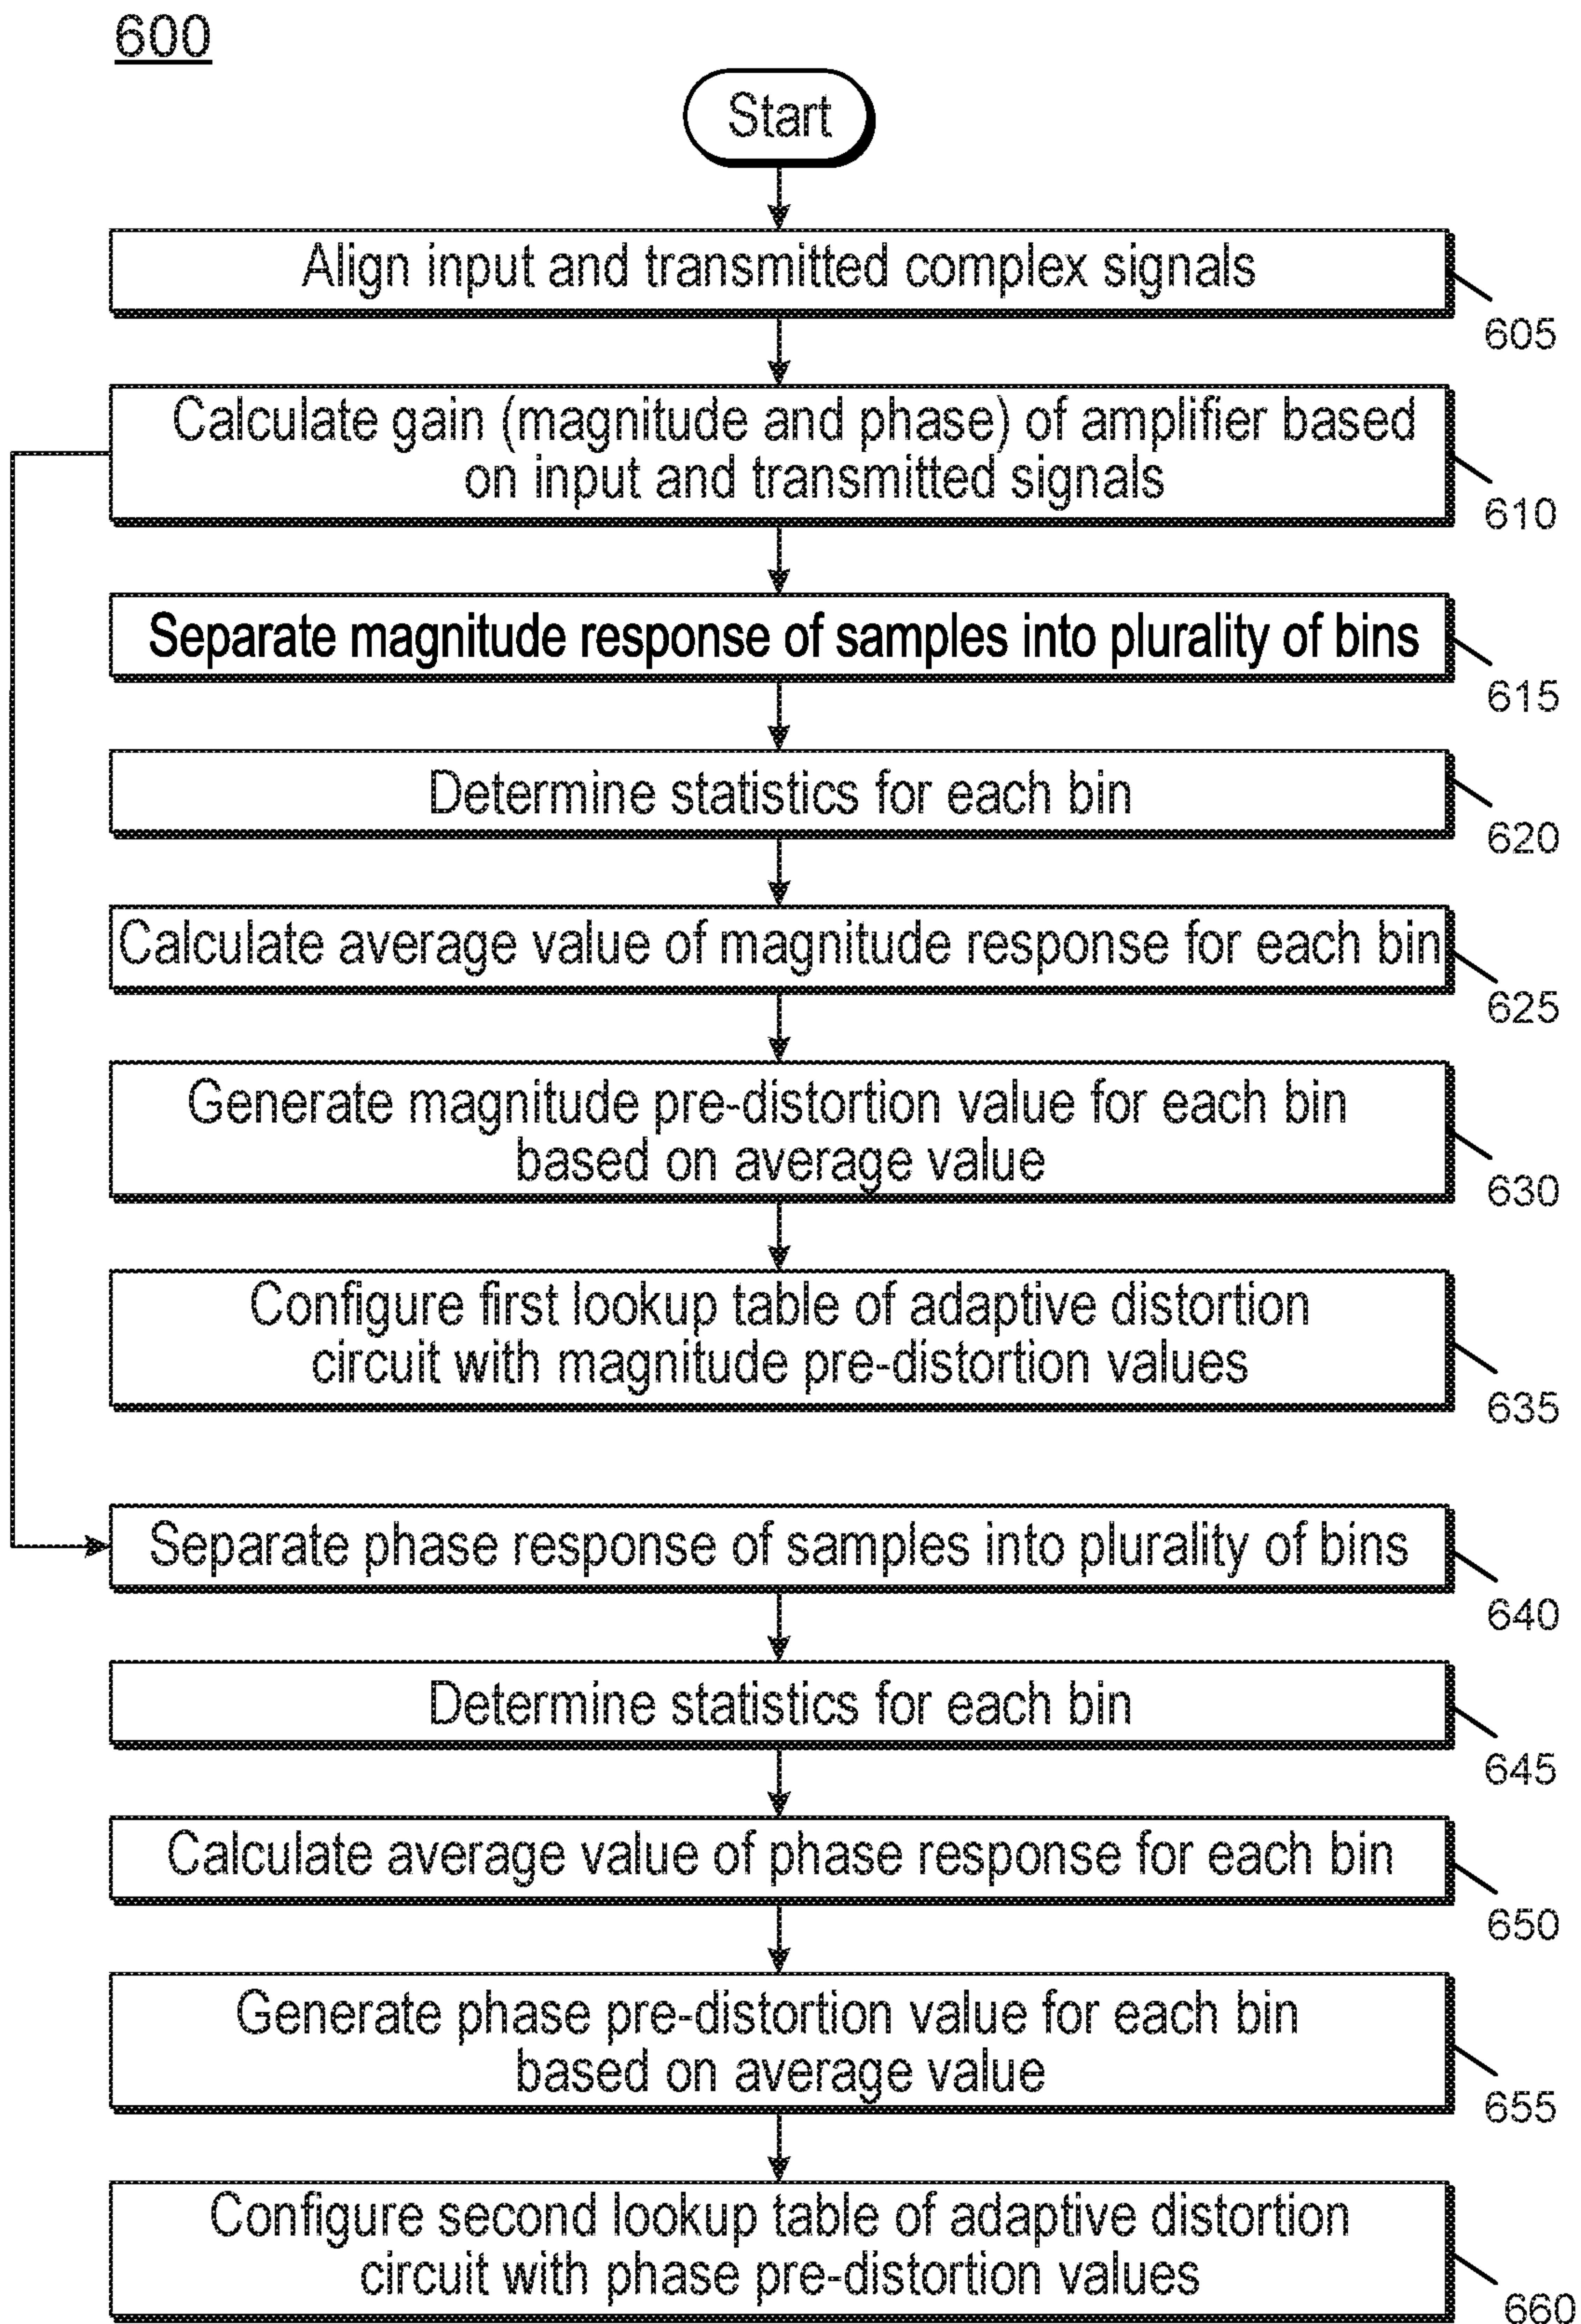 600
Start
Align input and transmitted complex signals
605
Calculate gain (magnitude and phase) of amplifier based
on input and transmitted signals
610
Separate magnitude response of samples into plurality of bins
615
Determine statistics for each bin
620
Calculate average value of magnitude response for each bin
625
Generate magnitude pre-distortion value for each bin
based on average value
630
Configure first lookup table of adaptive distortion
circuit with magnitude pre-distortion values
635
Separate phase response of samples into plurality of bins
640
Determine statistics for each bin
645
Calculate average value of phase response for each bin
650
Generate phase pre-distortion value for each bin
based on average value
655
Configure second lookup table of adaptive distortion
circuit with phase pre-distortion values
660